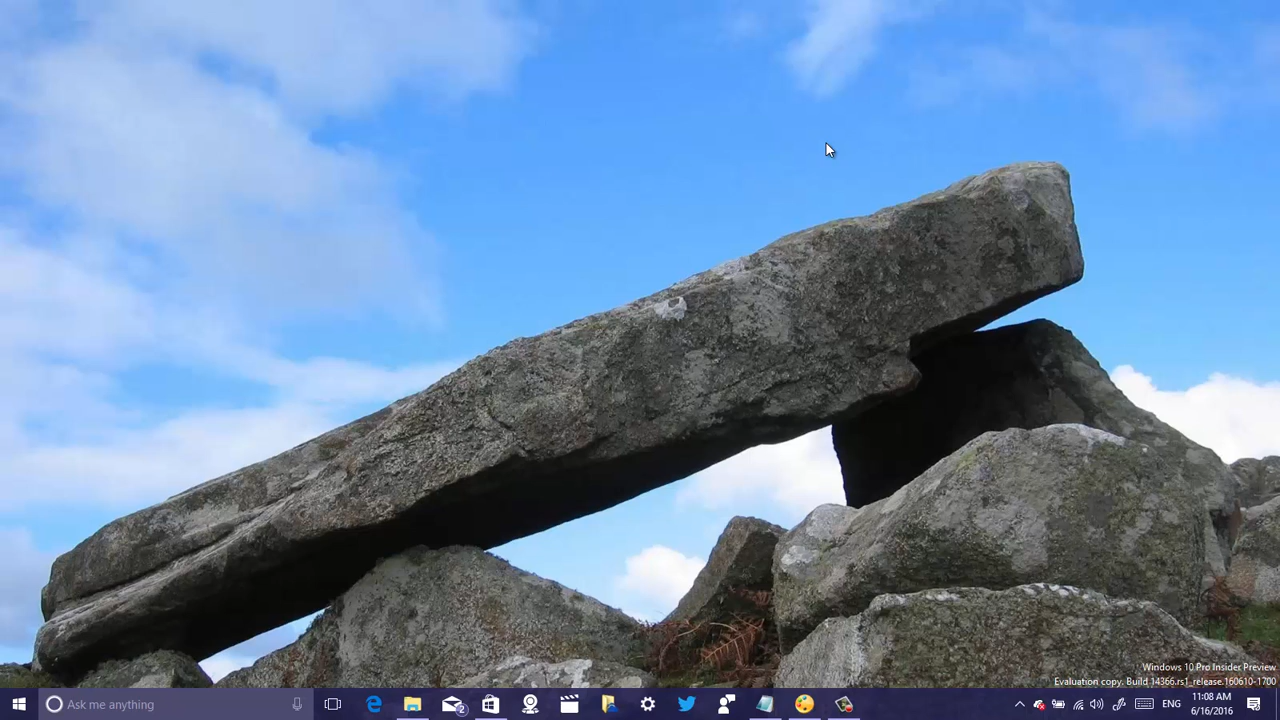 Windows 10 Pro Insider Preview
Evaluation copy. Build 14366.rs1_release.160610-1700
Ask me anything
2
ENG
11:08 AM
6/16/2016